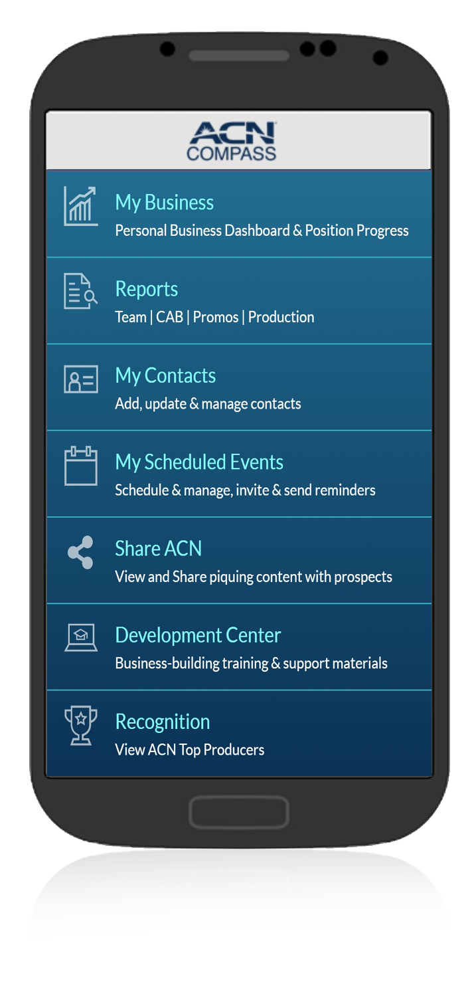 ACN
COMPASS
My Business
Personal Business Dashboard & Position Progress
Reports
Team | CAB | Promos | Production
My Contacts
Add, update & manage contacts
My Scheduled Events
Schedule & manage, invite & send reminders
Share ACN
View and Share piquing content with prospects
Development Center
Business-building training & support materials
Recognition
View ACN Top Producers